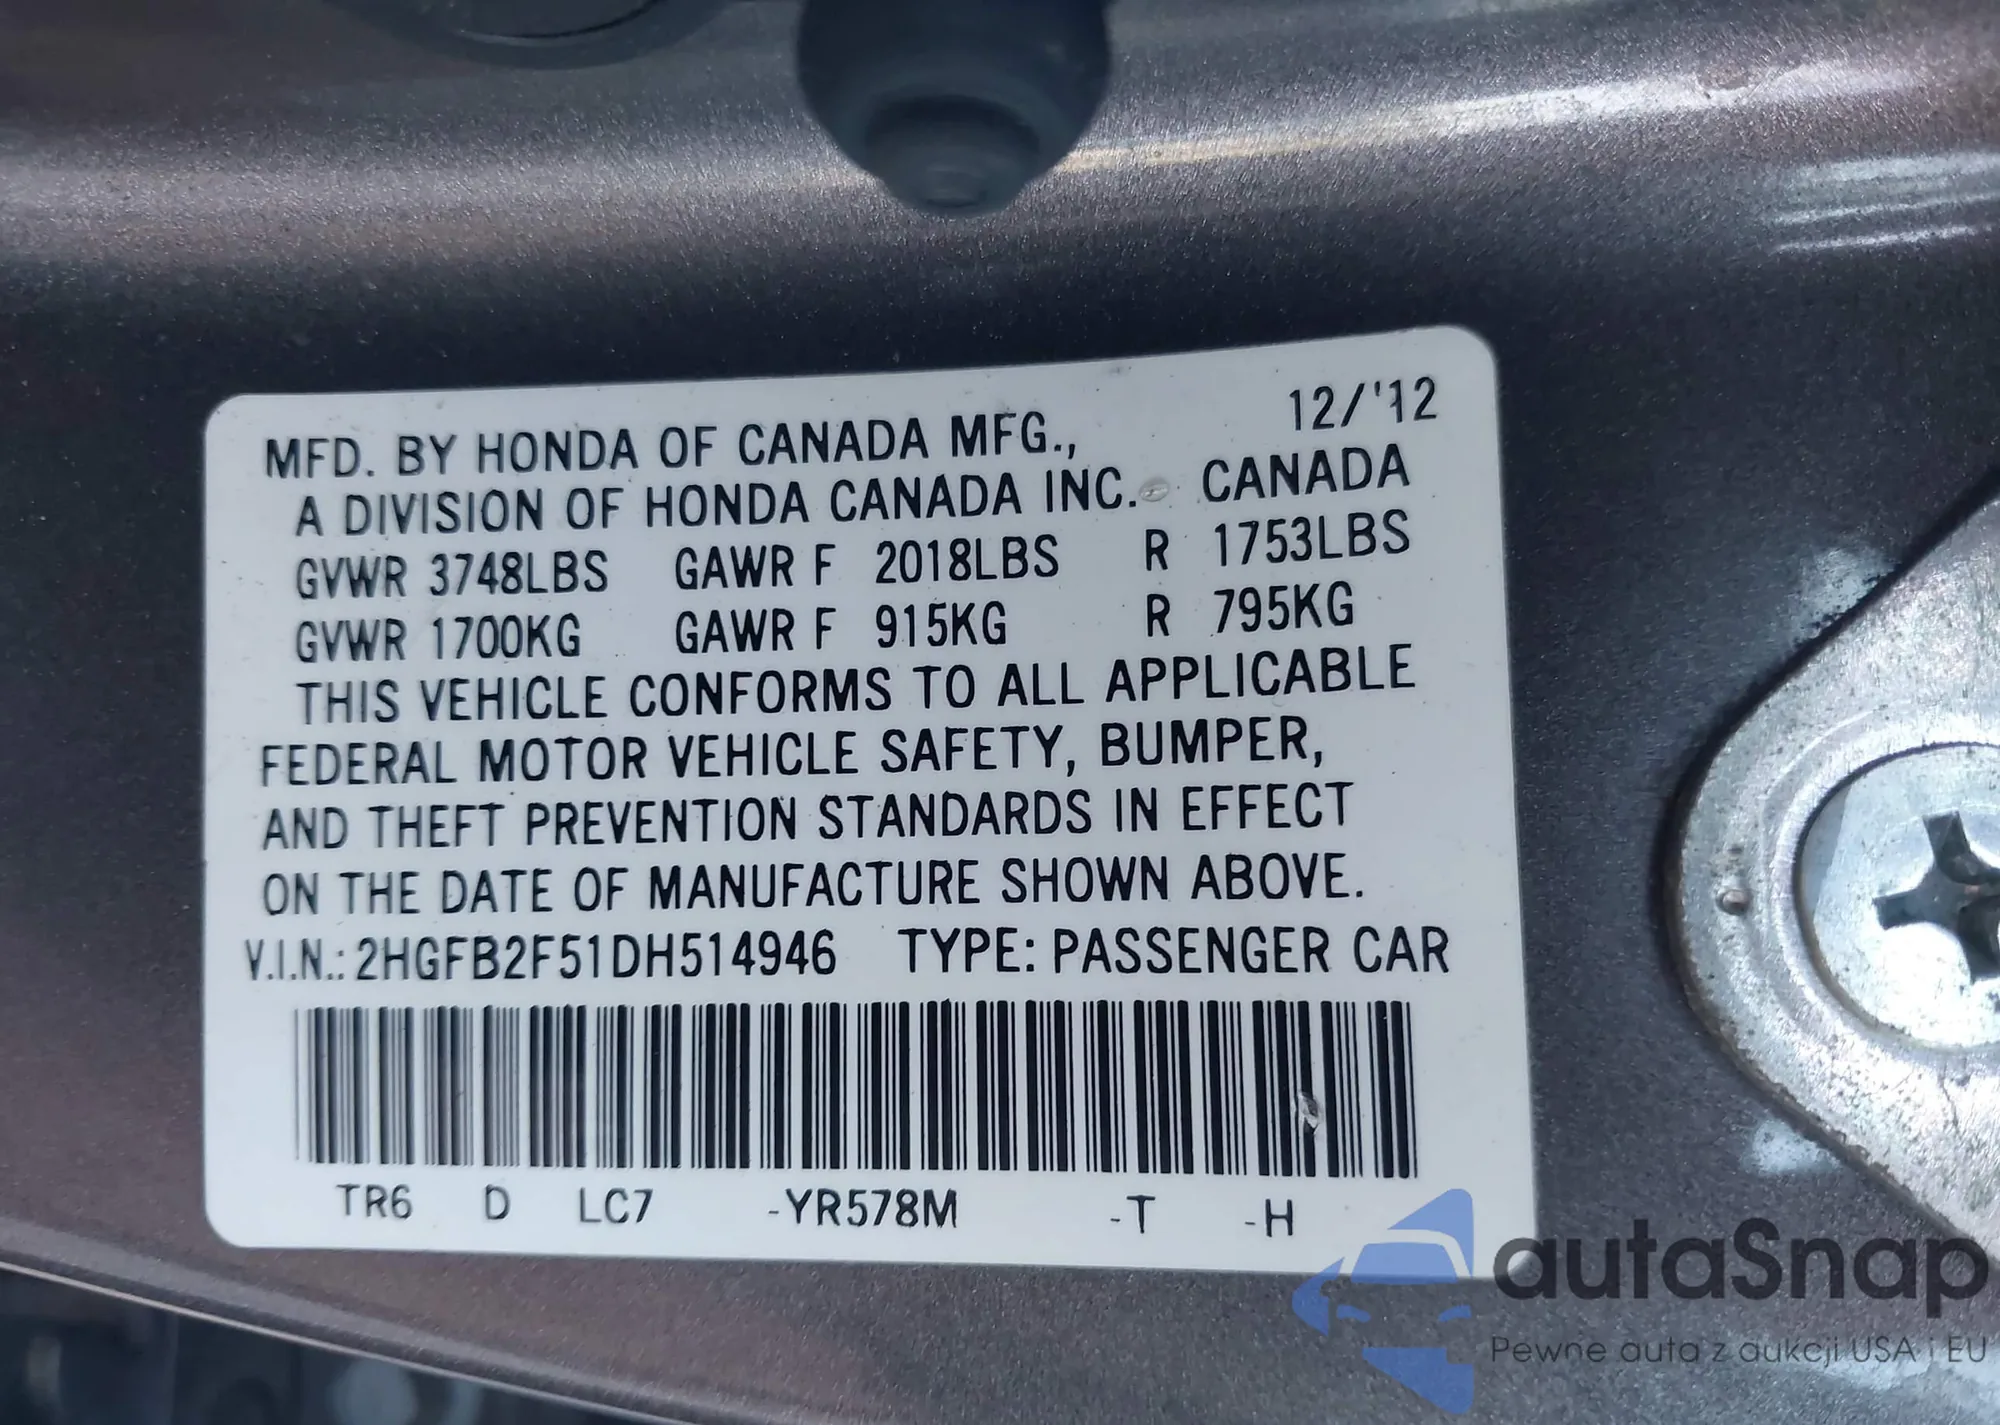 12/'12
MFD. BY HONDA OF CANADA MFG.,
A DIVISION OF HONDA CANADA INC. CANADA
GVWR 3748LBS GAWR F 2018LBS R 1753LBS
GVWR 1700KG GAWR F 915KG R 795KG
THIS VEHICLE CONFORMS TO ALL APPLICABLE
FEDERAL MOTOR VEHICLE SAFETY, BUMPER,
AND THEFT PREVENTION STANDARDS IN EFFECT
ON THE DATE OF MANUFACTURE SHOWN ABOVE.
V.I.N.: 2HGFB2F51DH514946 TYPE: PASSENGER CAR
TR6 D LC7 -YR578M -T -H
autaSnap.
Pewne auta z aukcji USA i EU